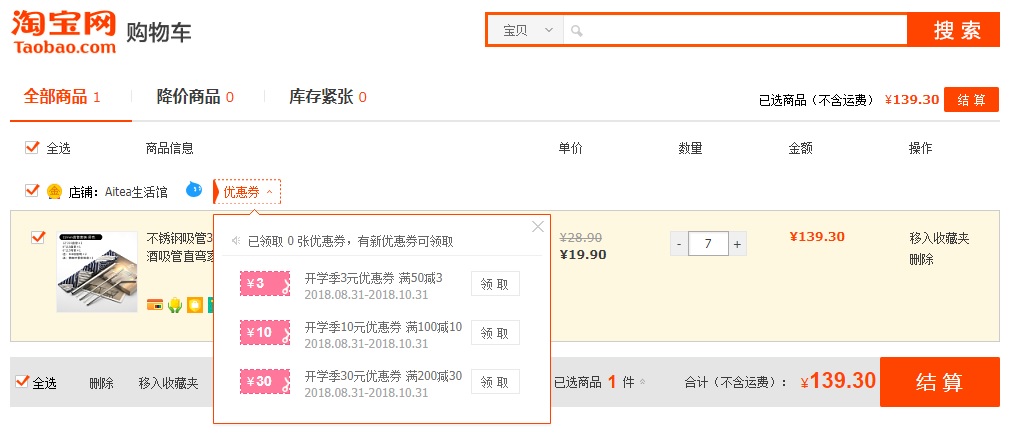 淘宝网
Taobao.com
购物车
宝贝
搜索
全部商品 1
降价商品 0
库存紧张 0
已选商品（不含运费） ¥139.30 结算
全选 商品信息 单价 数量 金额 操作
店铺：Aitea生活馆 优惠券
已领取 0 张优惠券，有新优惠券可领取
¥3 开学季3元优惠券 满50减3 领取
2018.08.31-2018.10.31
¥10 开学季10元优惠券 满100减10 领取
2018.08.31-2018.10.31
¥30 开学季30元优惠券 满200减30 领取
2018.08.31-2018.10.31
不锈钢吸管3
酒吸管直弯家
¥28.90
¥19.90
- 7 +
¥139.30
移入收藏夹
删除
全选 删除 移入收藏夹 已选商品 1 件 合计（不含运费）： ¥139.30 结算